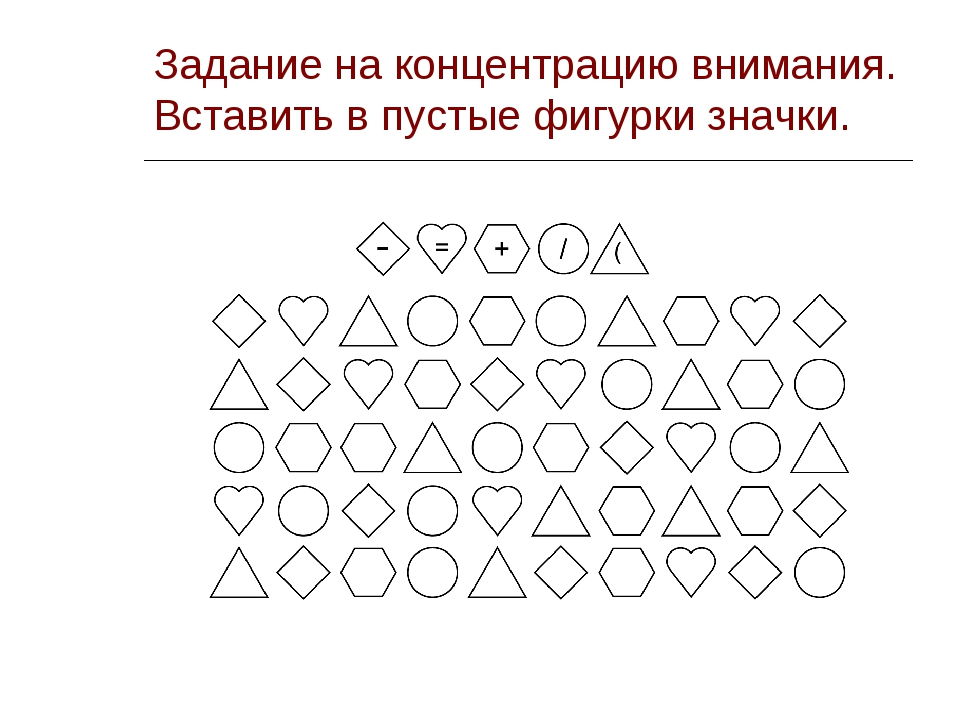 Задание на концентрацию внимания.
Вставить в пустые фигурки значки.
− = + / (